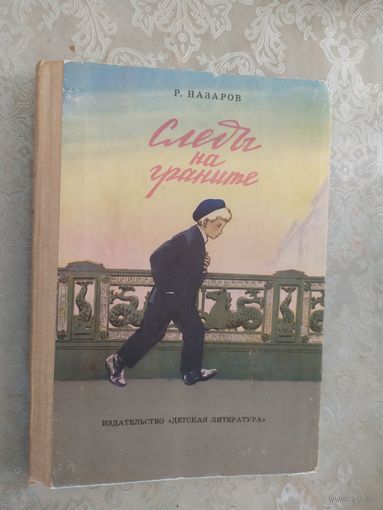 Р. НАЗАРОВ
Следы
на
граните
ИЗДАТЕЛЬСТВО «ДЕТСКАЯ ЛИТЕРАТУРА»